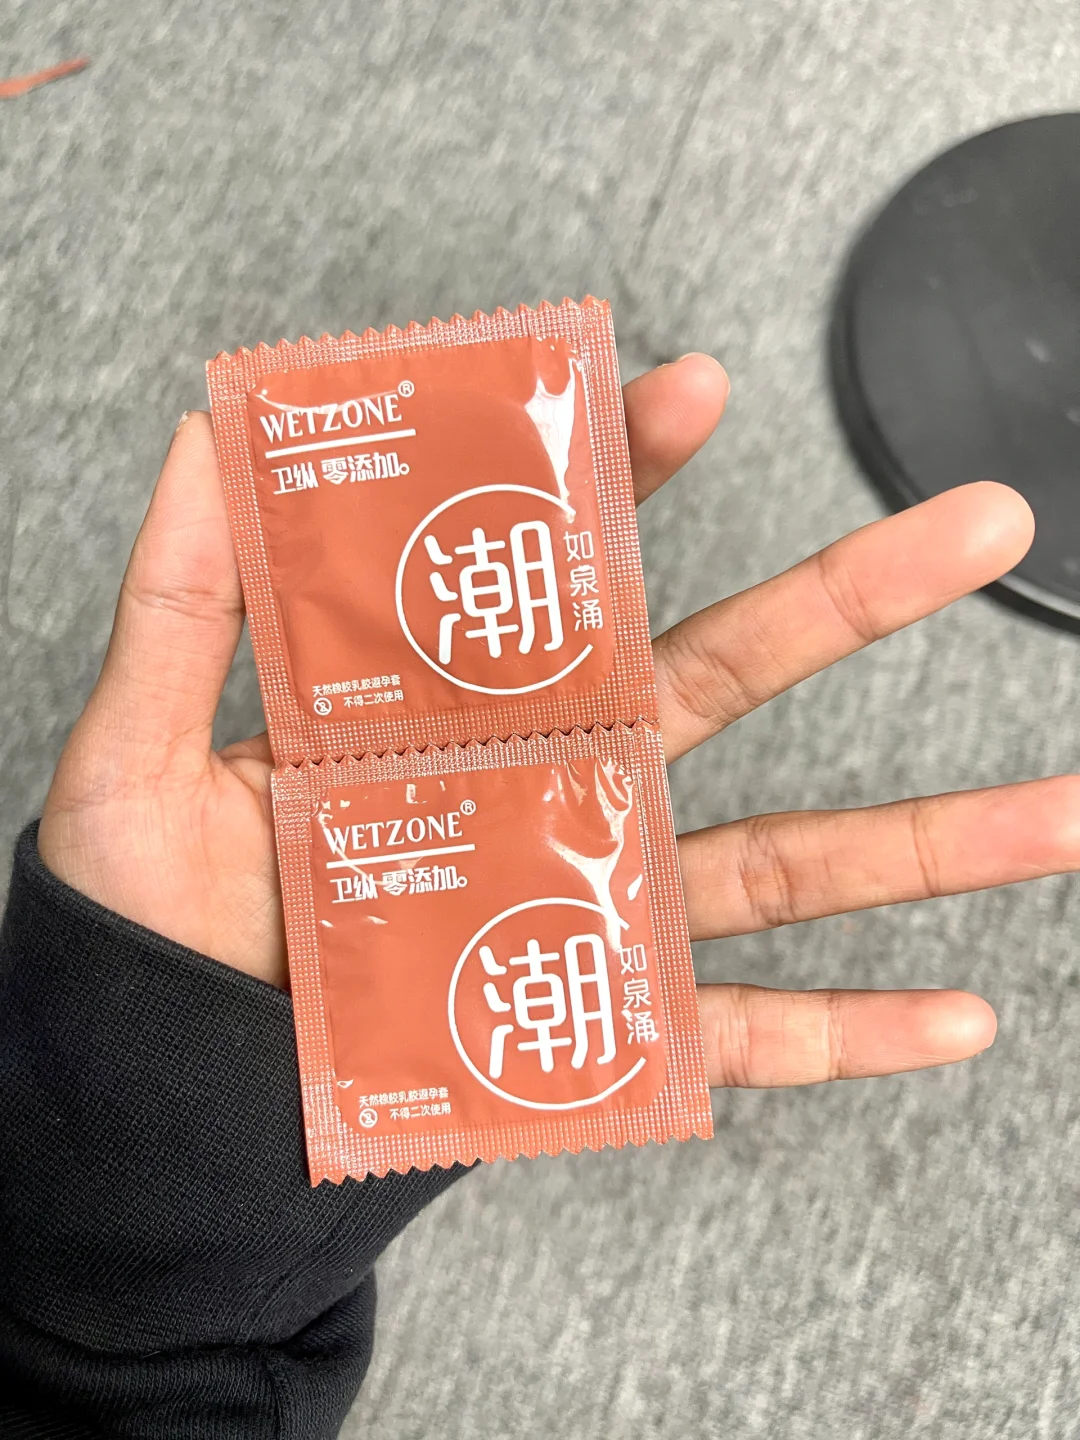 WETZONE®
卫纵 零添加。
潮
如泉涌
天然橡胶乳胶避孕套
不得二次使用
WETZONE®
卫纵 零添加。
潮
如泉涌
天然橡胶乳胶避孕套
不得二次使用